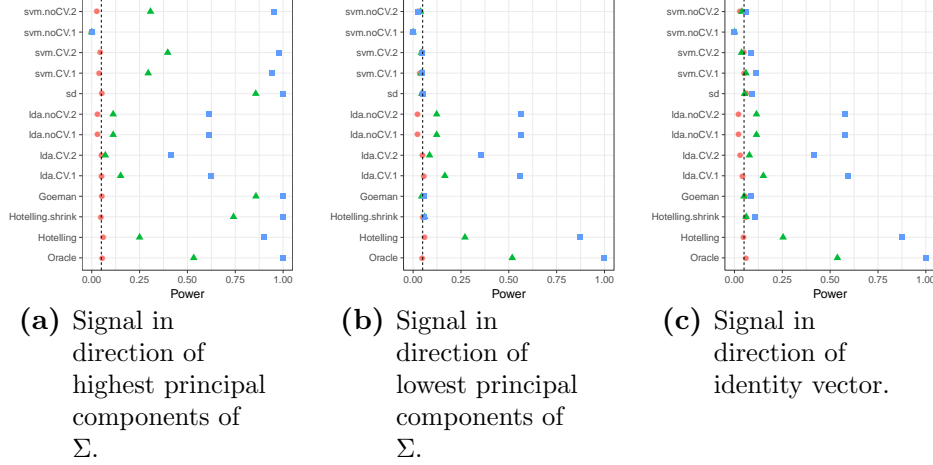 svm.noCV.2
svm.noCV.1
svm.CV.2
svm.CV.1
sd
lda.noCV.2
lda.noCV.1
lda.CV.2
lda.CV.1
Goeman
Hotelling.shrink
Hotelling
Oracle
0.00 0.25 0.50 0.75 1.00
Power
(a) Signal in
direction of
highest principal
components of
Σ.
svm.noCV.2
svm.noCV.1
svm.CV.2
svm.CV.1
sd
lda.noCV.2
lda.noCV.1
lda.CV.2
lda.CV.1
Goeman
Hotelling.shrink
Hotelling
Oracle
0.00 0.25 0.50 0.75 1.00
Power
(b) Signal in
direction of
lowest principal
components of
Σ.
svm.noCV.2
svm.noCV.1
svm.CV.2
svm.CV.1
sd
lda.noCV.2
lda.noCV.1
lda.CV.2
lda.CV.1
Goeman
Hotelling.shrink
Hotelling
Oracle
0.00 0.25 0.50 0.75 1.00
Power
(c) Signal in
direction of
identity vector.